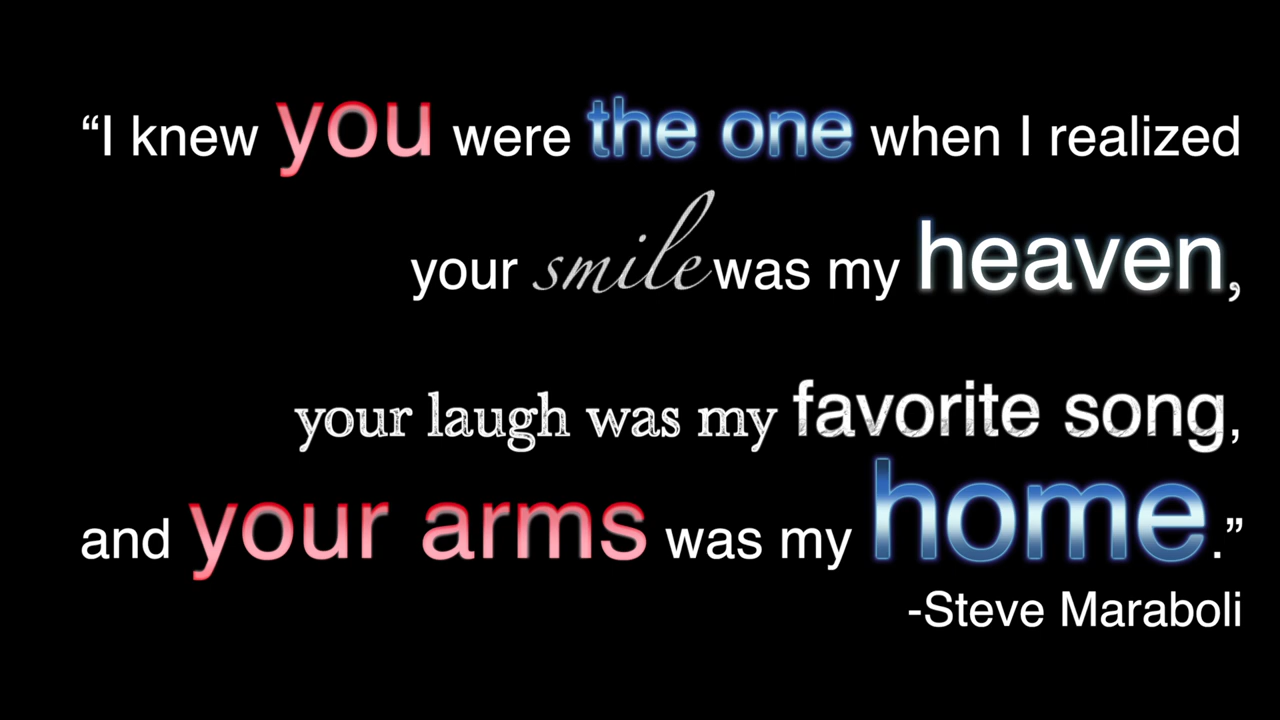 “I knew you were the one when I realized
your smile was my heaven,
your laugh was my favorite song,
and your arms was my home.”
-Steve Maraboli